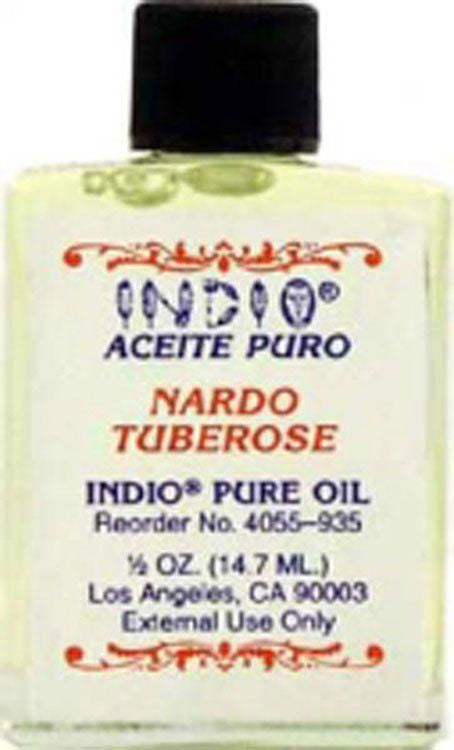 INDIO®
ACEITE PURO
NARDO
TUBEROSE
INDIO® PURE OIL
Reorder No. 4055-935
½ OZ. (14.7 ML.)
Los Angeles, CA 90003
External Use Only